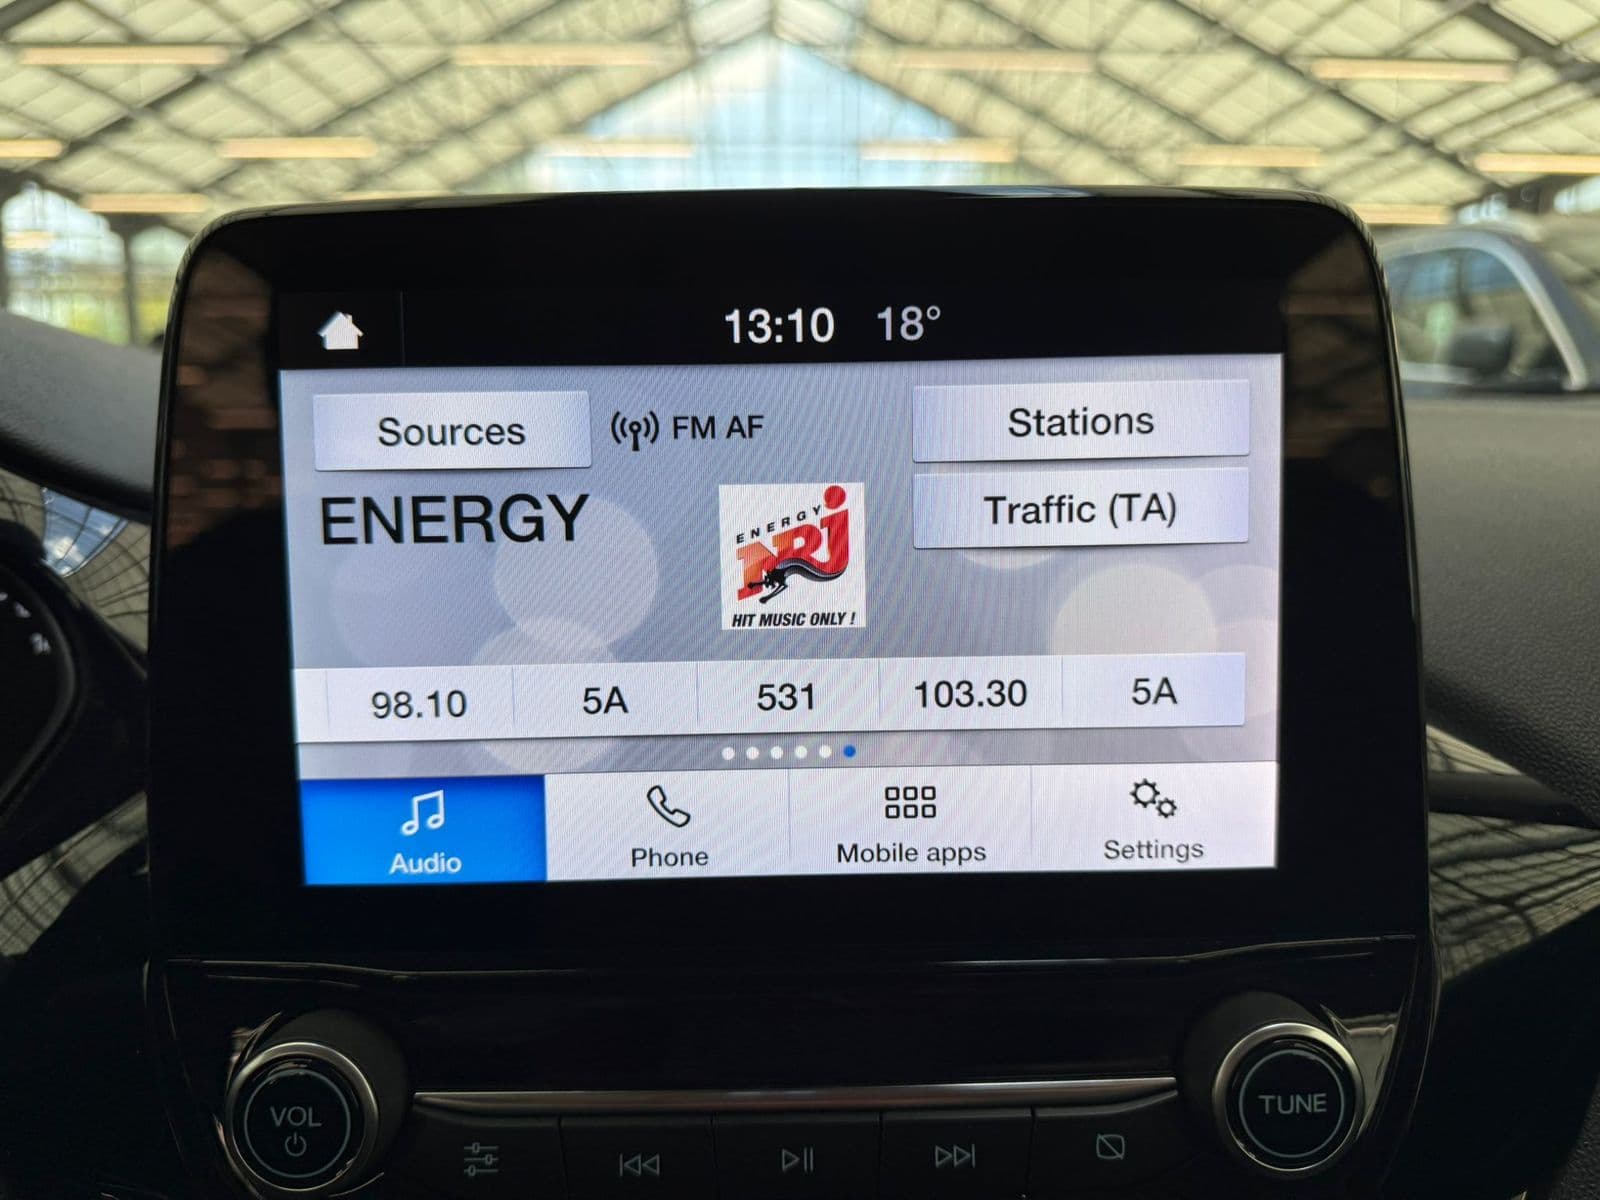 13:10 18°
Sources
FM AF
Stations
ENERGY
Traffic (TA)
ENERGY
NRJ
HIT MUSIC ONLY !
98.10 5A 531 103.30 5A
Audio
Phone
Mobile apps
Settings
VOL
TUNE